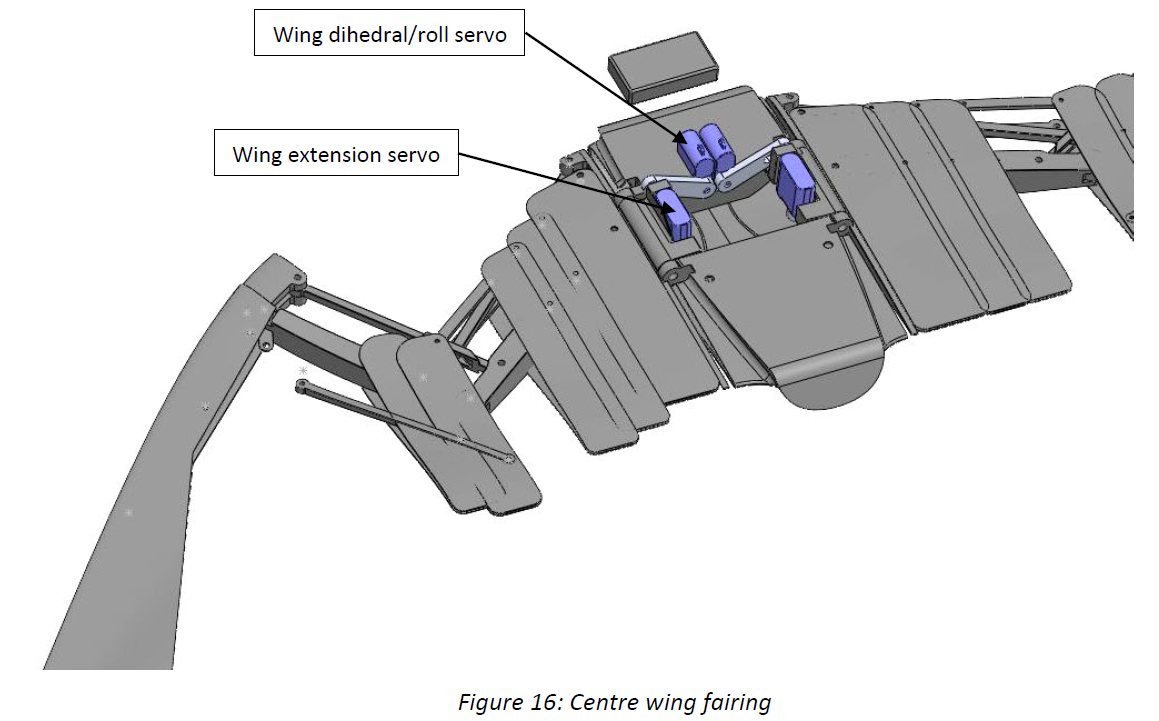 Wing dihedral/roll servo
Wing extension servo
Figure 16: Centre wing fairing